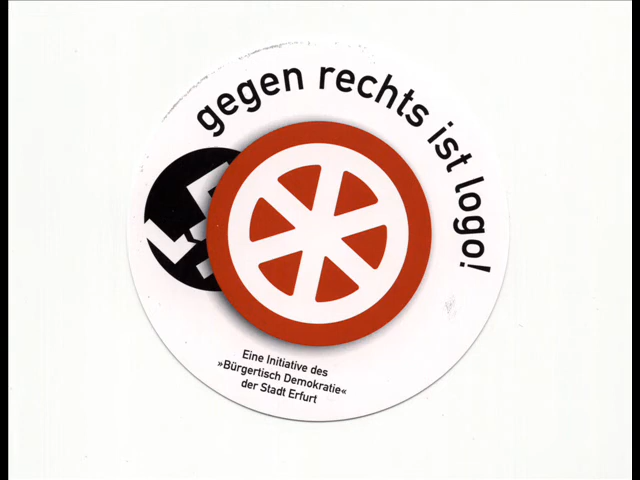 gegen rechts ist logo!
Eine Initiative des
»Bürgertisch Demokratie«
der Stadt Erfurt